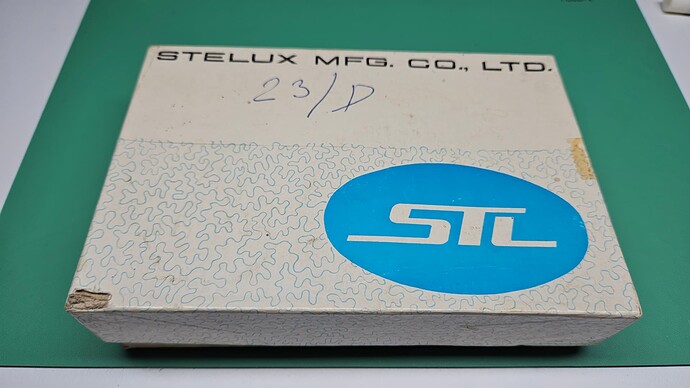 STELUX MFG. CO., LTD.
23/D
STL